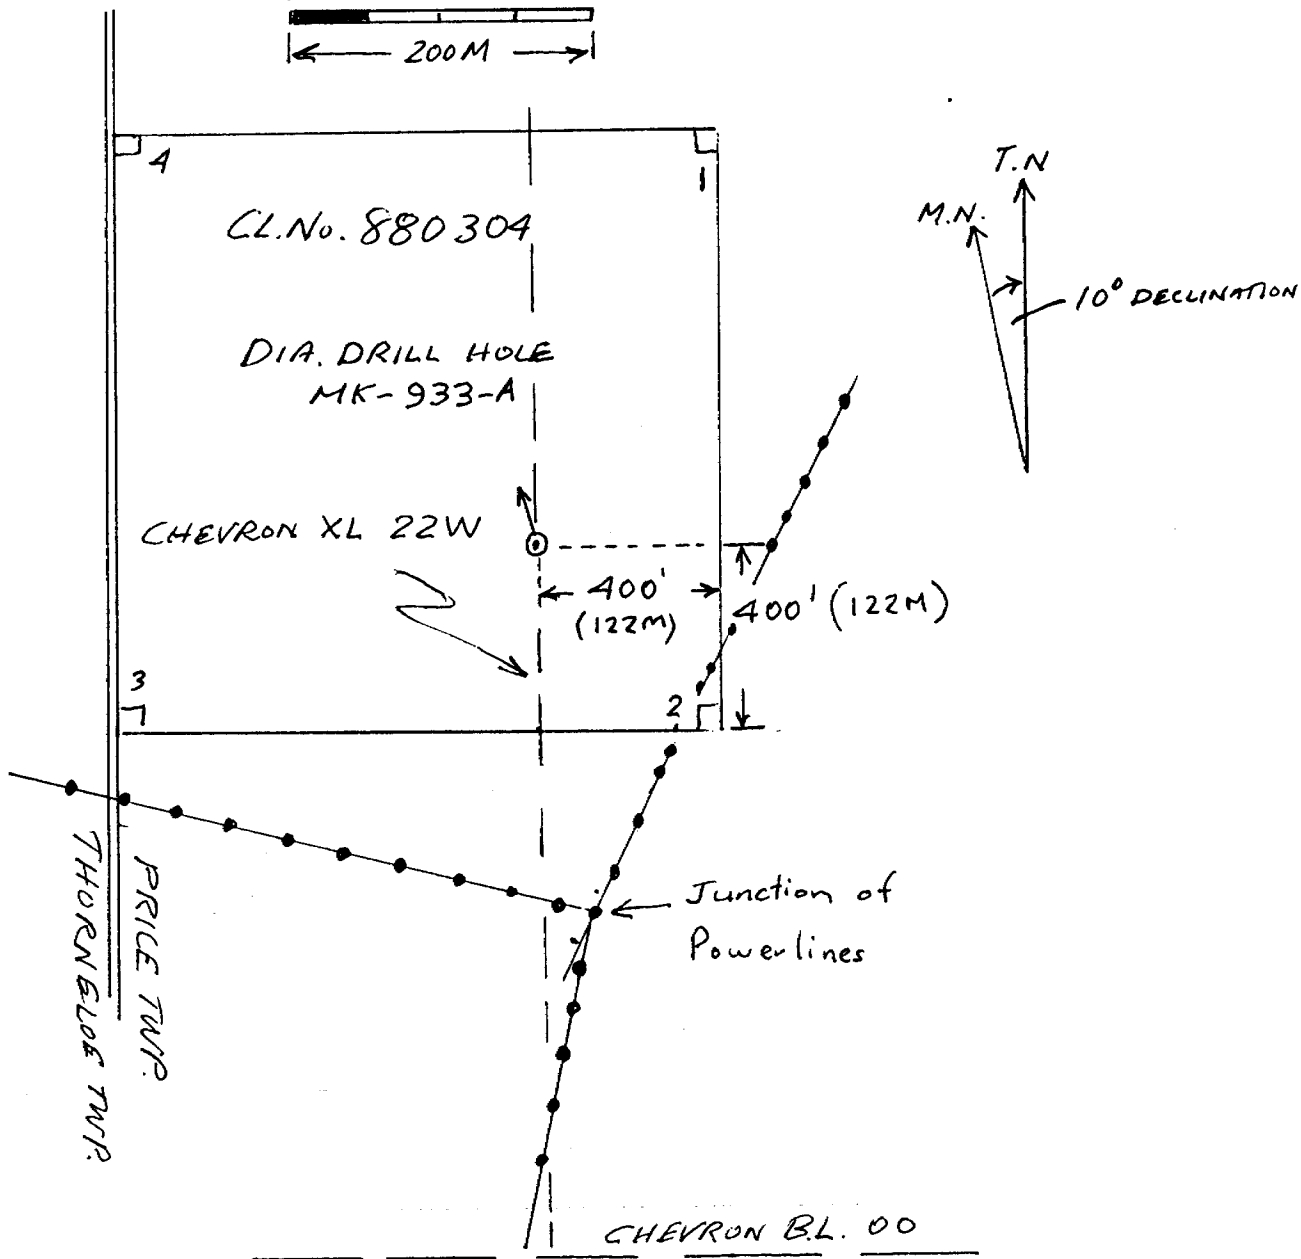 200M
4
1
T.N
M.N.
CL.No. 880304
10° DECLINATION
DIA. DRILL HOLE
MK-933-A
CHEVRON XL 22W
400'
(122M)
400' (122M)
3
2
Junction of
Powerlines
PRICE TWP.
THORNELOE TWP.
CHEVRON B.L. 00